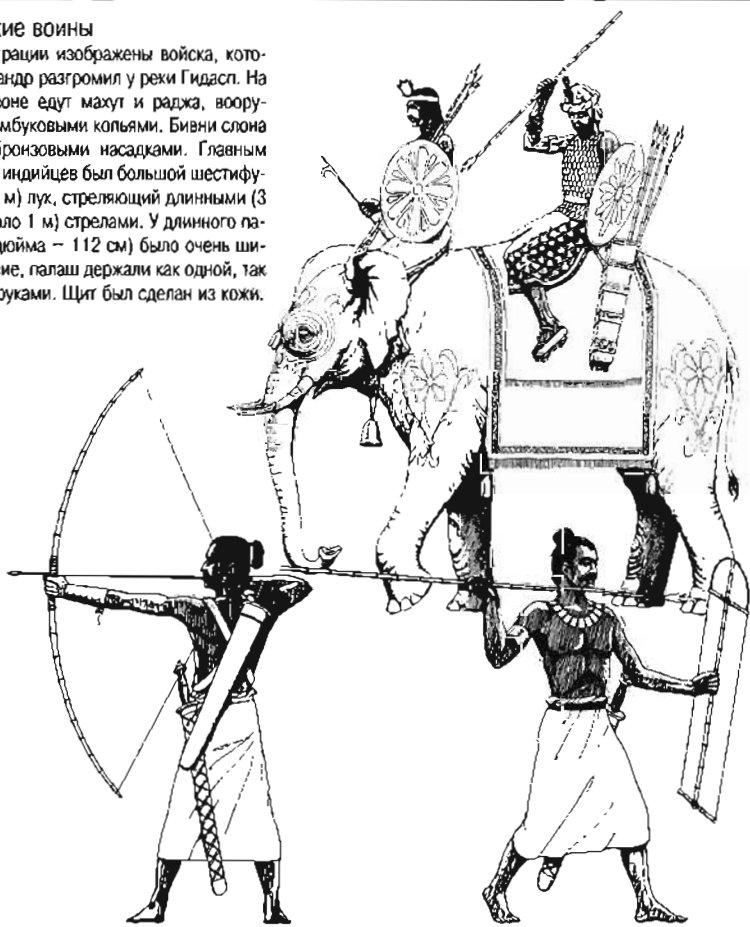 кие воины
рации изображены войска, кото-
андр разгромил у реки Гидасп. На
оне едут махут и раджа, воору-
мбуковыми копьями. Бивни слона
бронзовыми насадками. Главным
индийцев был большой шестифу-
м) лук, стреляющий длинными (3
ло 1 м) стрелами. У длинного па-
дюйма – 112 см) было очень ши-
ие, палаш держали как одной, так
руками. Щит был сделан из кожи.